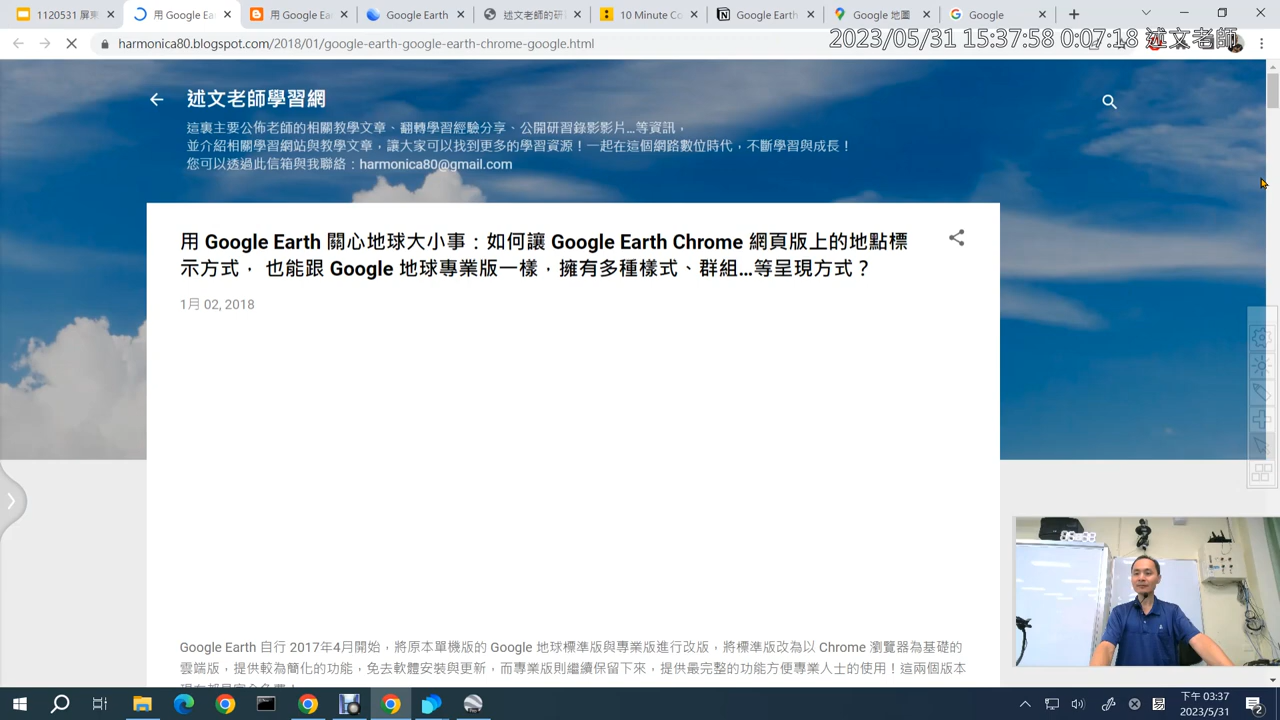 1120531 屏東
用 Google Ea
用 Google Ea
Google Earth
述文老師的研
10 Minute Co
Google Earth
Google 地圖
Google
harmonica80.blogspot.com/2018/01/google-earth-google-earth-chrome-google.html
2023/05/31 15:37:58 0:07:18 述文老師
述文老師學習網
這裏主要公佈老師的相關教學文章、翻轉學習經驗分享、公開研習錄影影片...等資訊，
並介紹相關學習網站與教學文章，讓大家可以找到更多的學習資源！一起在這個網路數位時代，不斷學習與成長！
您可以透過此信箱與我聯絡：harmonica80@gmail.com
用 Google Earth 關心地球大小事：如何讓 Google Earth Chrome 網頁版上的地點標
示方式， 也能跟 Google 地球專業版一樣，擁有多種樣式、群組...等呈現方式？
1月 02, 2018
Google Earth 自行 2017年4月開始，將原本單機版的 Google 地球標準版與專業版進行改版，將標準版改為以 Chrome 瀏覽器為基礎的
雲端版，提供較為簡化的功能，免去軟體安裝與更新，而專業版則繼續保留下來，提供最完整的功能方便專業人士的使用！這兩個版本
下午 03:37
2023/5/31
2